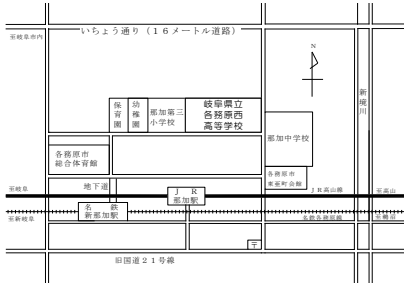 いちょう通り（１６メートル道路）
至岐阜市内
N
新境川
保育園
幼稚園
那加第三
小学校
岐阜県立
各務原西
高等学校
那加中学校
各務原市
総合体育館
各務原市
東亜町会館
地下道
ＪＲ
那加駅
至岐阜
ＪＲ高山線
至高山
名鉄
新那加駅
至新岐阜
名鉄各務原線
〒
旧国道２１号線